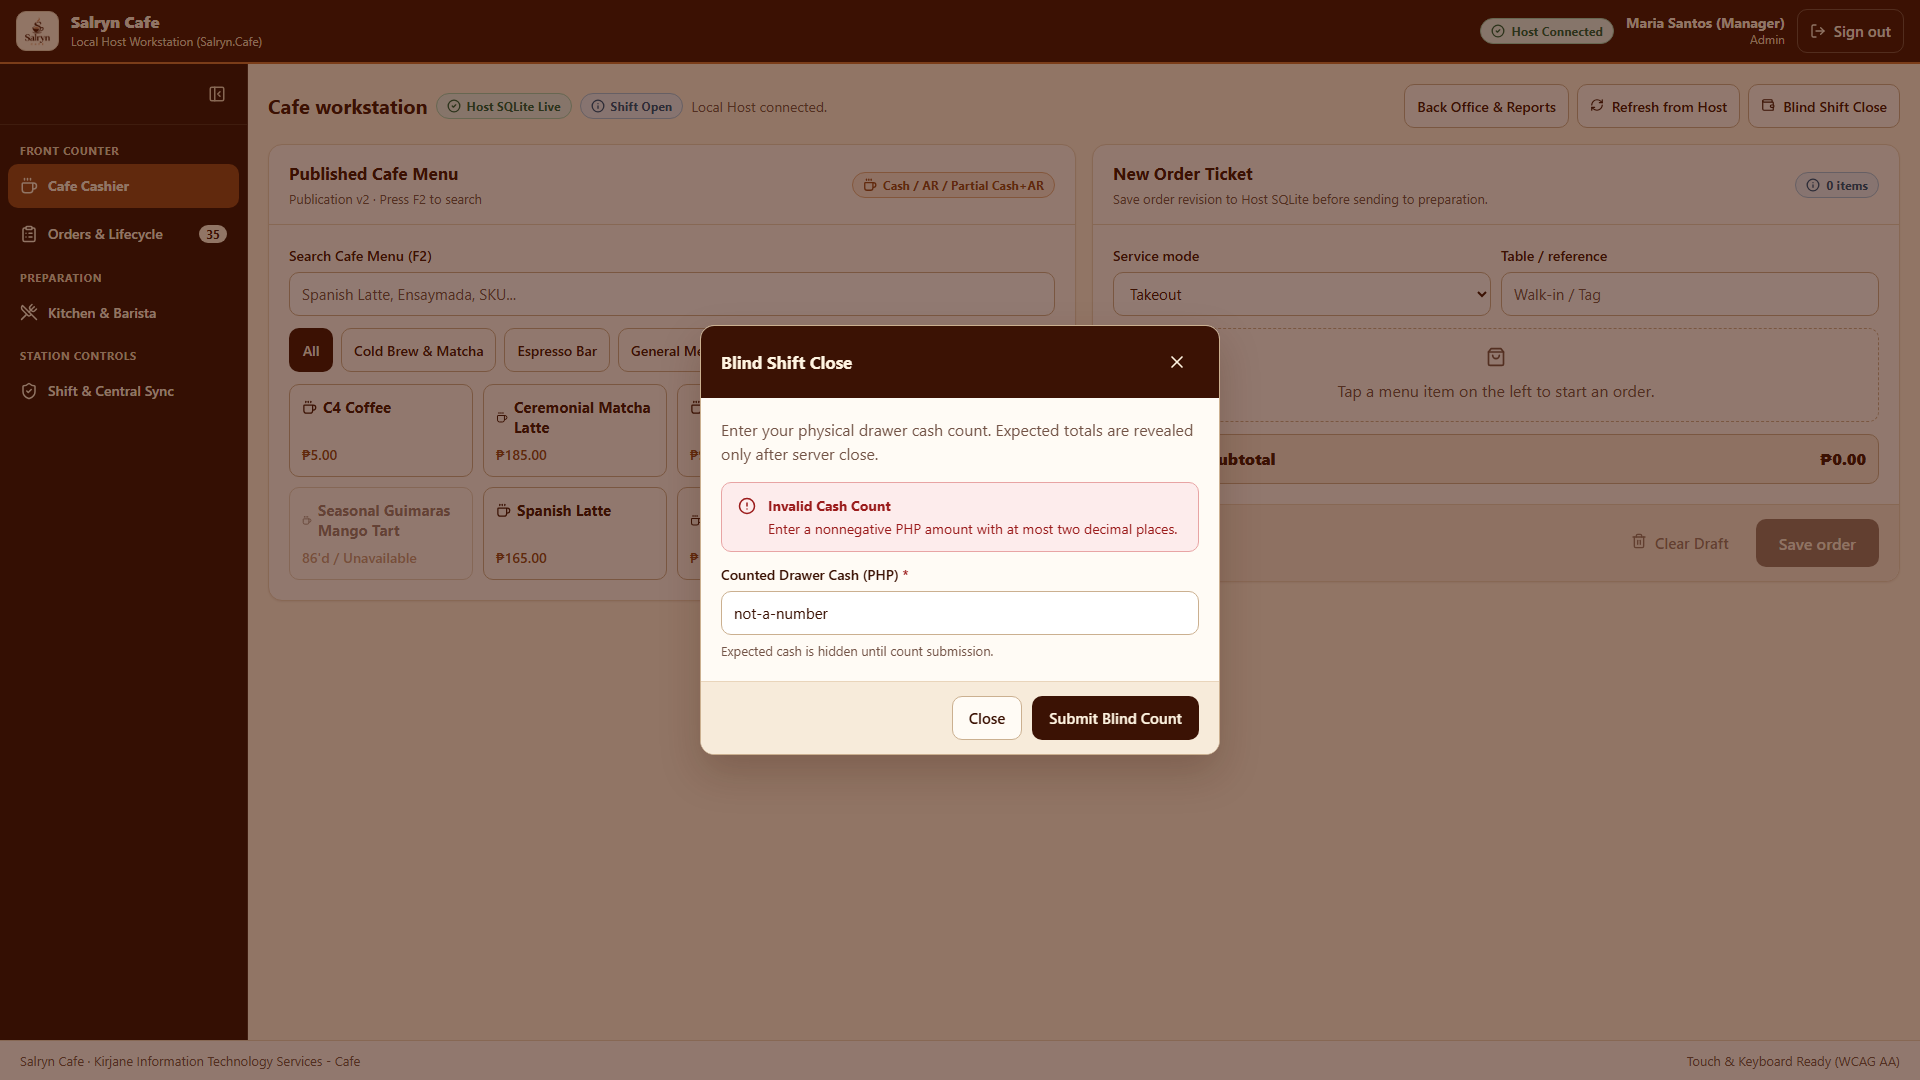 Salryn
Salryn Cafe
Local Host Workstation (Salryn.Cafe)
Host Connected
Maria Santos (Manager)
Admin
Sign out
FRONT COUNTER
Cafe Cashier
Orders & Lifecycle 35
PREPARATION
Kitchen & Barista
STATION CONTROLS
Shift & Central Sync
Cafe workstation
Host SQLite Live
Shift Open
Local Host connected.
Back Office & Reports
Refresh from Host
Blind Shift Close
Published Cafe Menu
Publication v2 · Press F2 to search
Cash / AR / Partial Cash+AR
Search Cafe Menu (F2)
Spanish Latte, Ensaymada, SKU...
All
Cold Brew & Matcha
Espresso Bar
General Me
C4 Coffee
₱5.00
Ceremonial Matcha
Latte
₱185.00
Seasonal Guimaras
Mango Tart
86'd / Unavailable
Spanish Latte
₱165.00
New Order Ticket
Save order revision to Host SQLite before sending to preparation.
0 items
Service mode
Takeout
Table / reference
Walk-in / Tag
Tap a menu item on the left to start an order.
ubtotal
₱0.00
Clear Draft
Save order
Blind Shift Close
Enter your physical drawer cash count. Expected totals are revealed
only after server close.
Invalid Cash Count
Enter a nonnegative PHP amount with at most two decimal places.
Counted Drawer Cash (PHP) *
not-a-number
Expected cash is hidden until count submission.
Close
Submit Blind Count
Salryn Cafe · Kirjane Information Technology Services - Cafe
Touch & Keyboard Ready (WCAG AA)